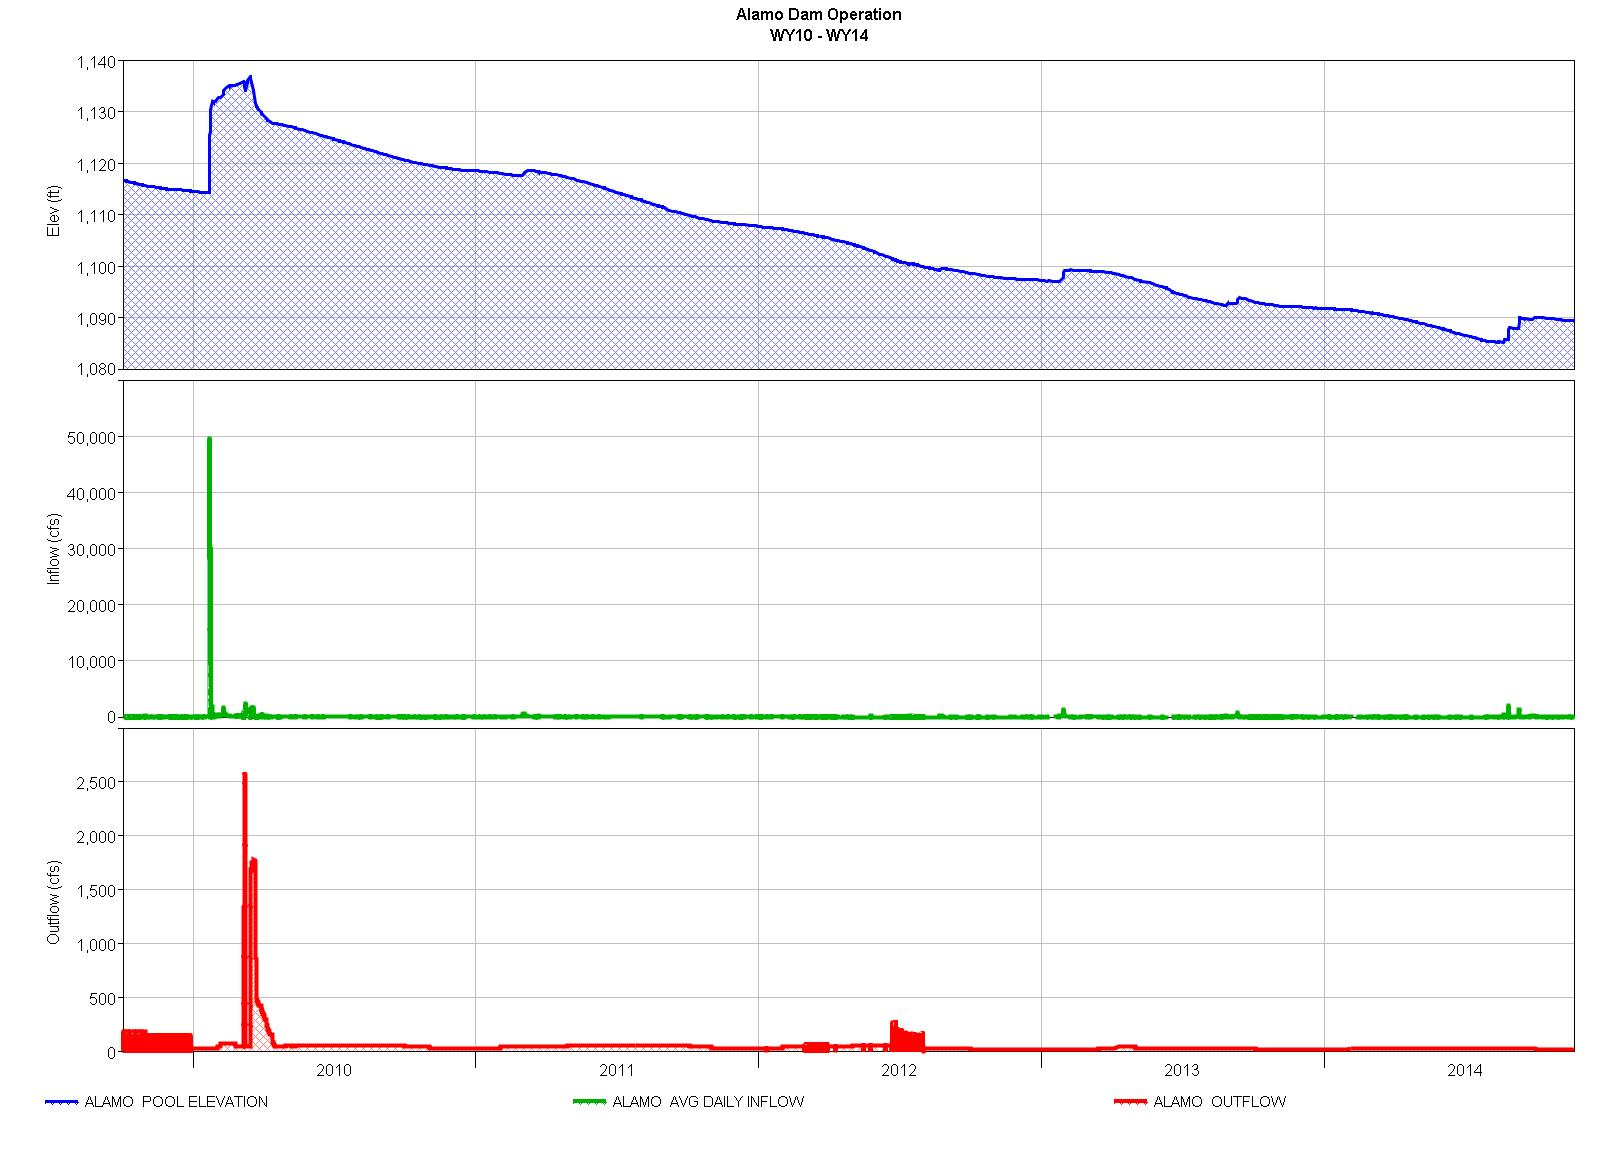 Alamo Dam Operation
WY10 - WY14
1,140
1,130
1,120
1,110
1,100
1,090
1,080
Elev (ft)
50,000
40,000
30,000
20,000
10,000
0
Inflow (cfs)
2,500
2,000
1,500
1,000
500
0
Outflow (cfs)
2010 2011 2012 2013 2014
ALAMO POOL ELEVATION ALAMO AVG DAILY INFLOW ALAMO OUTFLOW